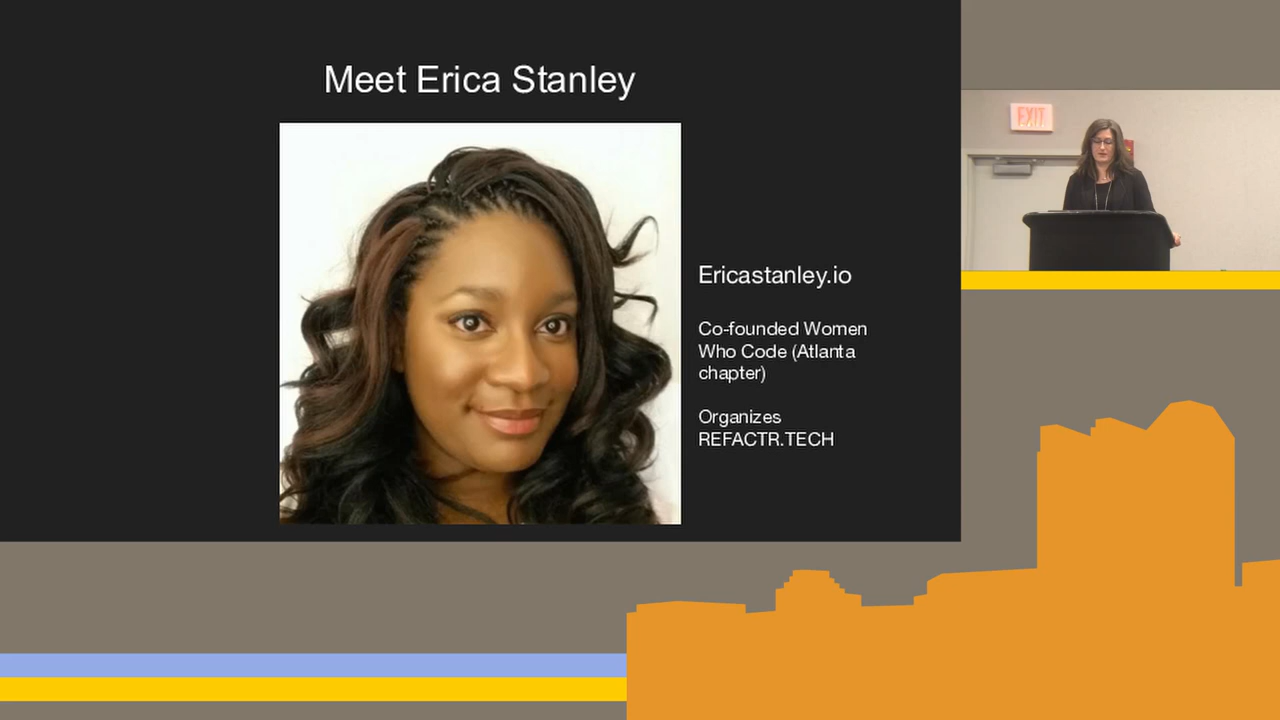 Meet Erica Stanley
EXIT
Ericastanley.io
Co-founded Women
Who Code (Atlanta
chapter)
Organizes
REFACTR.TECH